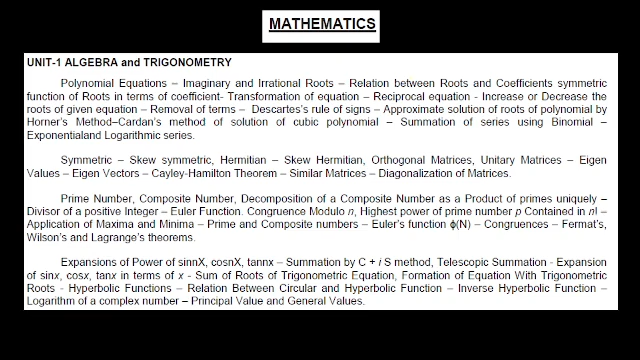 MATHEMATICS
UNIT-1 ALGEBRA and TRIGONOMETRY
Polynomial Equations – Imaginary and Irrational Roots – Relation between Roots and Coefficients symmetric
function of Roots in terms of coefficient- Transformation of equation – Reciprocal equation - Increase or Decrease the
roots of given equation – Removal of terms – Descartes's rule of signs – Approximate solution of roots of polynomial by
Horner's Method–Cardan's method of solution of cubic polynomial – Summation of series using Binomial –
Exponentialand Logarithmic series.
Symmetric – Skew symmetric, Hermitian – Skew Hermitian, Orthogonal Matrices, Unitary Matrices – Eigen
Values – Eigen Vectors – Cayley-Hamilton Theorem – Similar Matrices – Diagonalization of Matrices.
Prime Number, Composite Number, Decomposition of a Composite Number as a Product of primes uniquely –
Divisor of a positive Integer – Euler Function. Congruence Modulo n, Highest power of prime number p Contained in n! –
Application of Maxima and Minima – Prime and Composite numbers – Euler's function ϕ(N) – Congruences – Fermat's,
Wilson's and Lagrange's theorems.
Expansions of Power of sinnX, cosnX, tannx – Summation by C + i S method, Telescopic Summation - Expansion
of sinx, cosx, tanx in terms of x - Sum of Roots of Trigonometric Equation, Formation of Equation With Trigonometric
Roots - Hyperbolic Functions – Relation Between Circular and Hyperbolic Function – Inverse Hyperbolic Function –
Logarithm of a complex number – Principal Value and General Values.